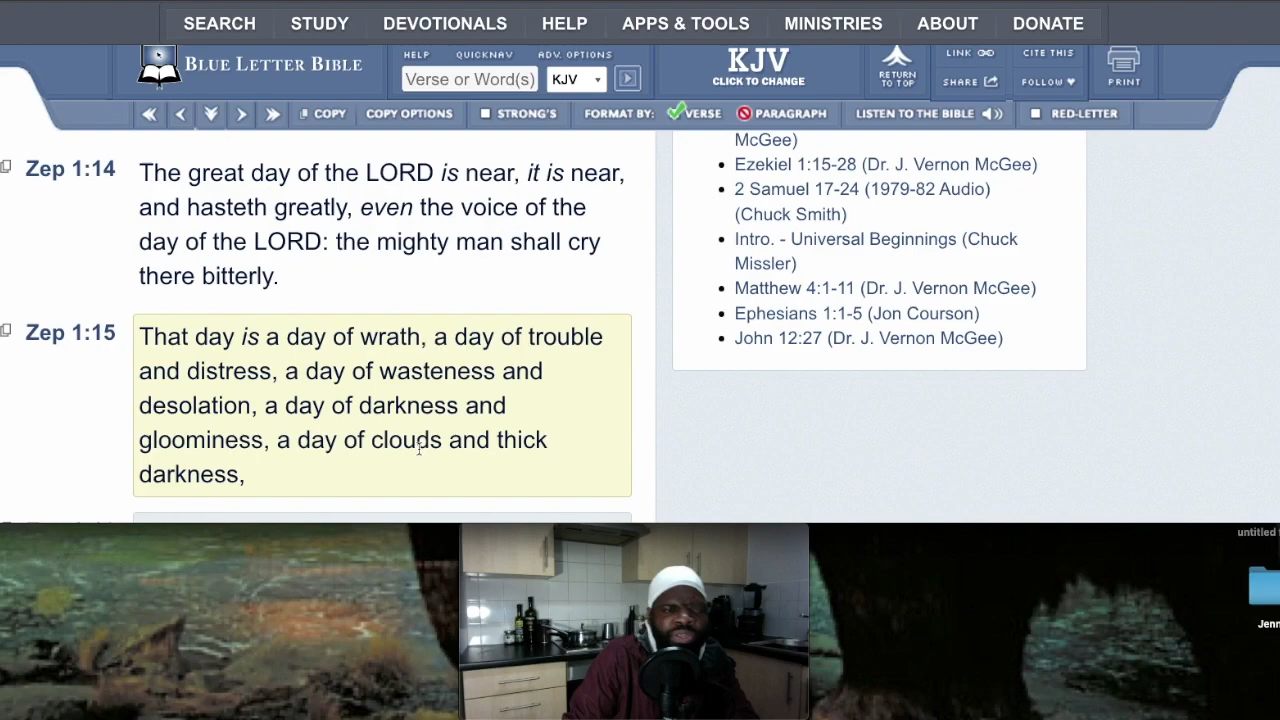 SEARCH STUDY DEVOTIONALS HELP APPS & TOOLS MINISTRIES ABOUT DONATE
BLUE LETTER BIBLE
HELP QUICKNAV ADV. OPTIONS
Verse or Word(s) KJV
KJV
CLICK TO CHANGE
RETURN
TO TOP
LINK
SHARE
CITE THIS
FOLLOW
PRINT
COPY COPY OPTIONS STRONG'S FORMAT BY: VERSE PARAGRAPH LISTEN TO THE BIBLE RED-LETTER
Zep 1:14
The great day of the LORD is near, it is near,
and hasteth greatly, even the voice of the
day of the LORD: the mighty man shall cry
there bitterly.
Zep 1:15
That day is a day of wrath, a day of trouble
and distress, a day of wasteness and
desolation, a day of darkness and
gloominess, a day of clouds and thick
darkness,
McGee)
Ezekiel 1:15-28 (Dr. J. Vernon McGee)
2 Samuel 17-24 (1979-82 Audio)
(Chuck Smith)
Intro. - Universal Beginnings (Chuck
Missler)
Matthew 4:1-11 (Dr. J. Vernon McGee)
Ephesians 1:1-5 (Jon Courson)
John 12:27 (Dr. J. Vernon McGee)
untitled
Jenn